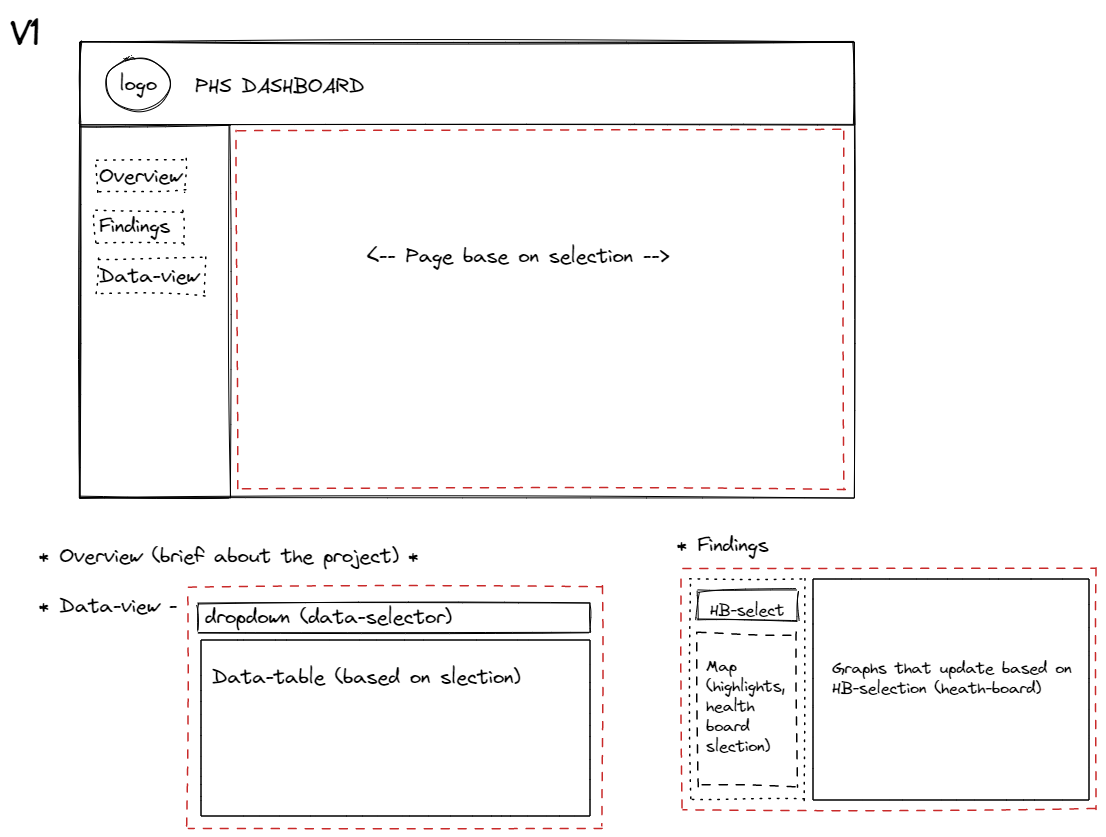 V1
logo
PHS DASHBOARD
Overview
Findings
Data-view
<-- Page base on selection -->
* Overview (brief about the project) *
* Data-view -
dropdown (data-selector)
Data-table (based on slection)
* Findings
HB-select
Map
(highlights,
health
board
slection)
Graphs that update based on
HB-selection (heath-board)